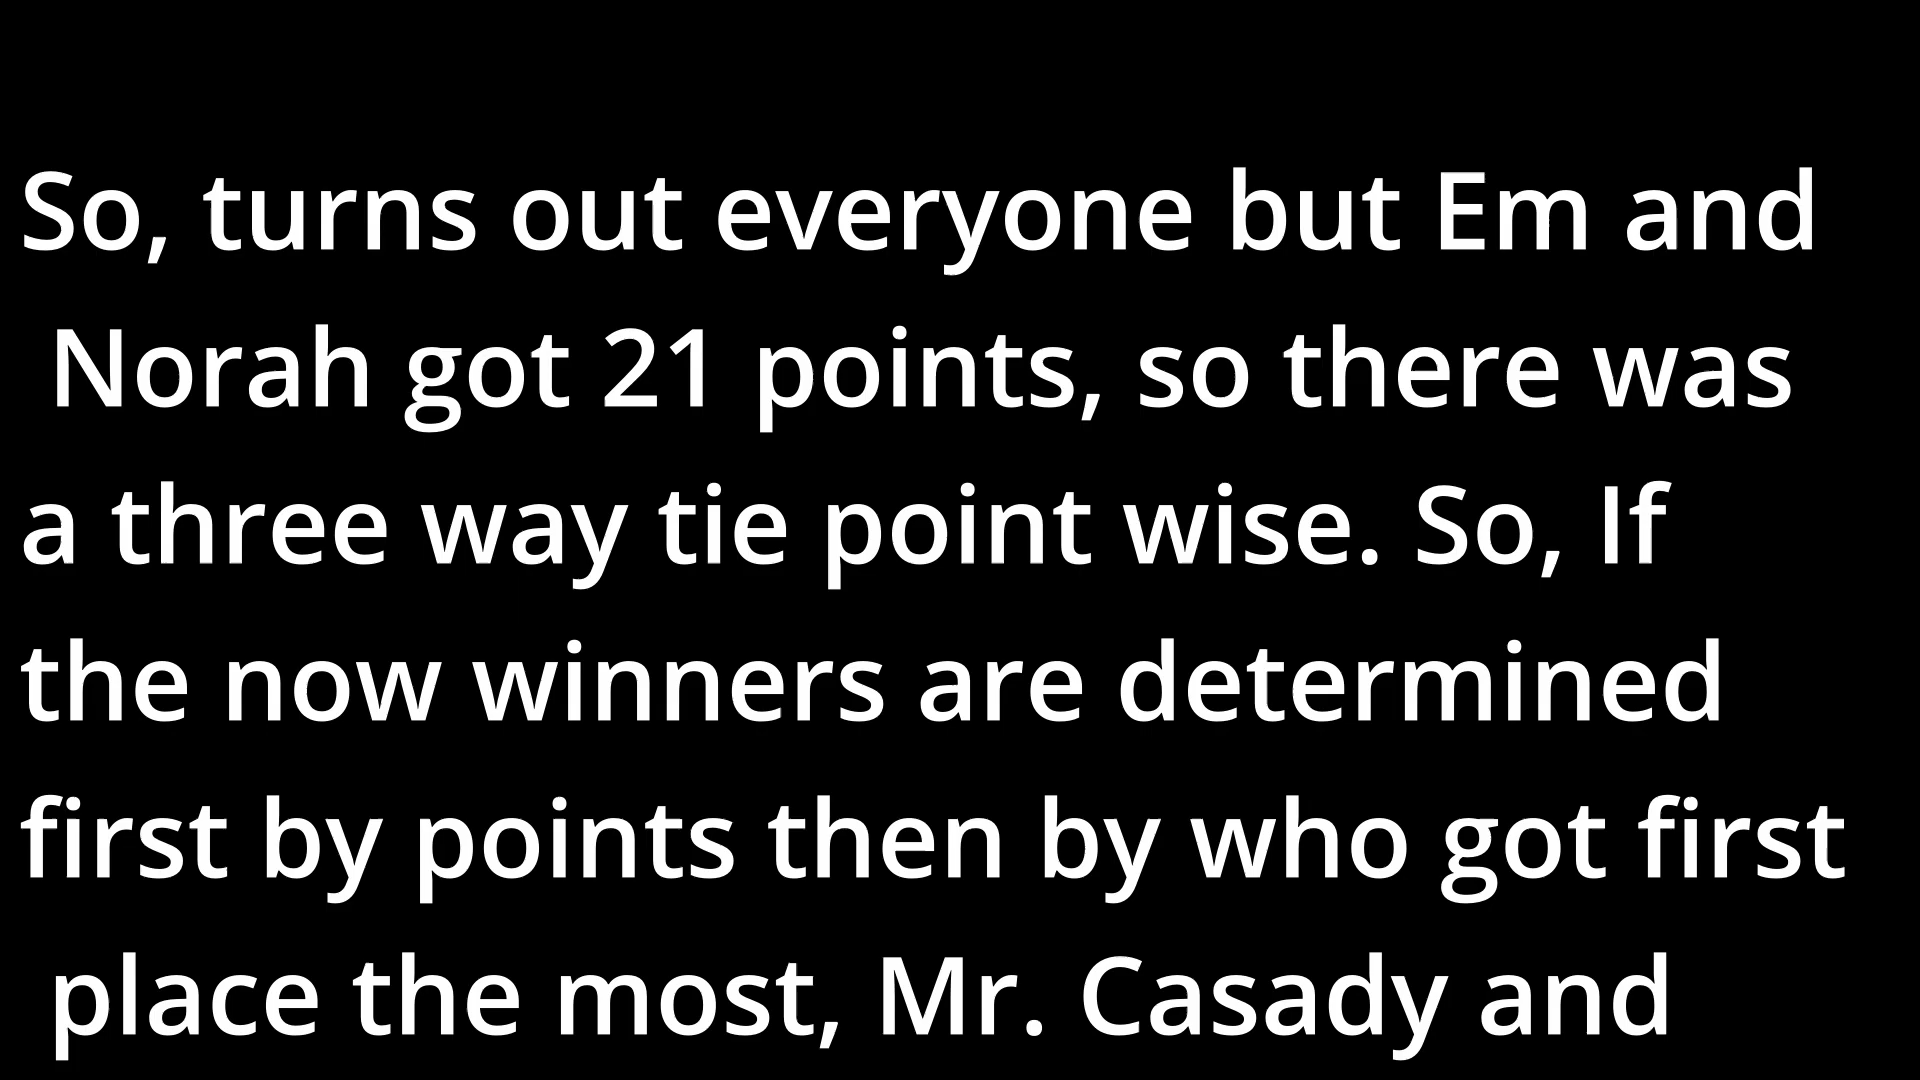 So, turns out everyone but Em and
Norah got 21 points, so there was
a three way tie point wise. So, If
the now winners are determined
first by points then by who got first
place the most, Mr. Casady and